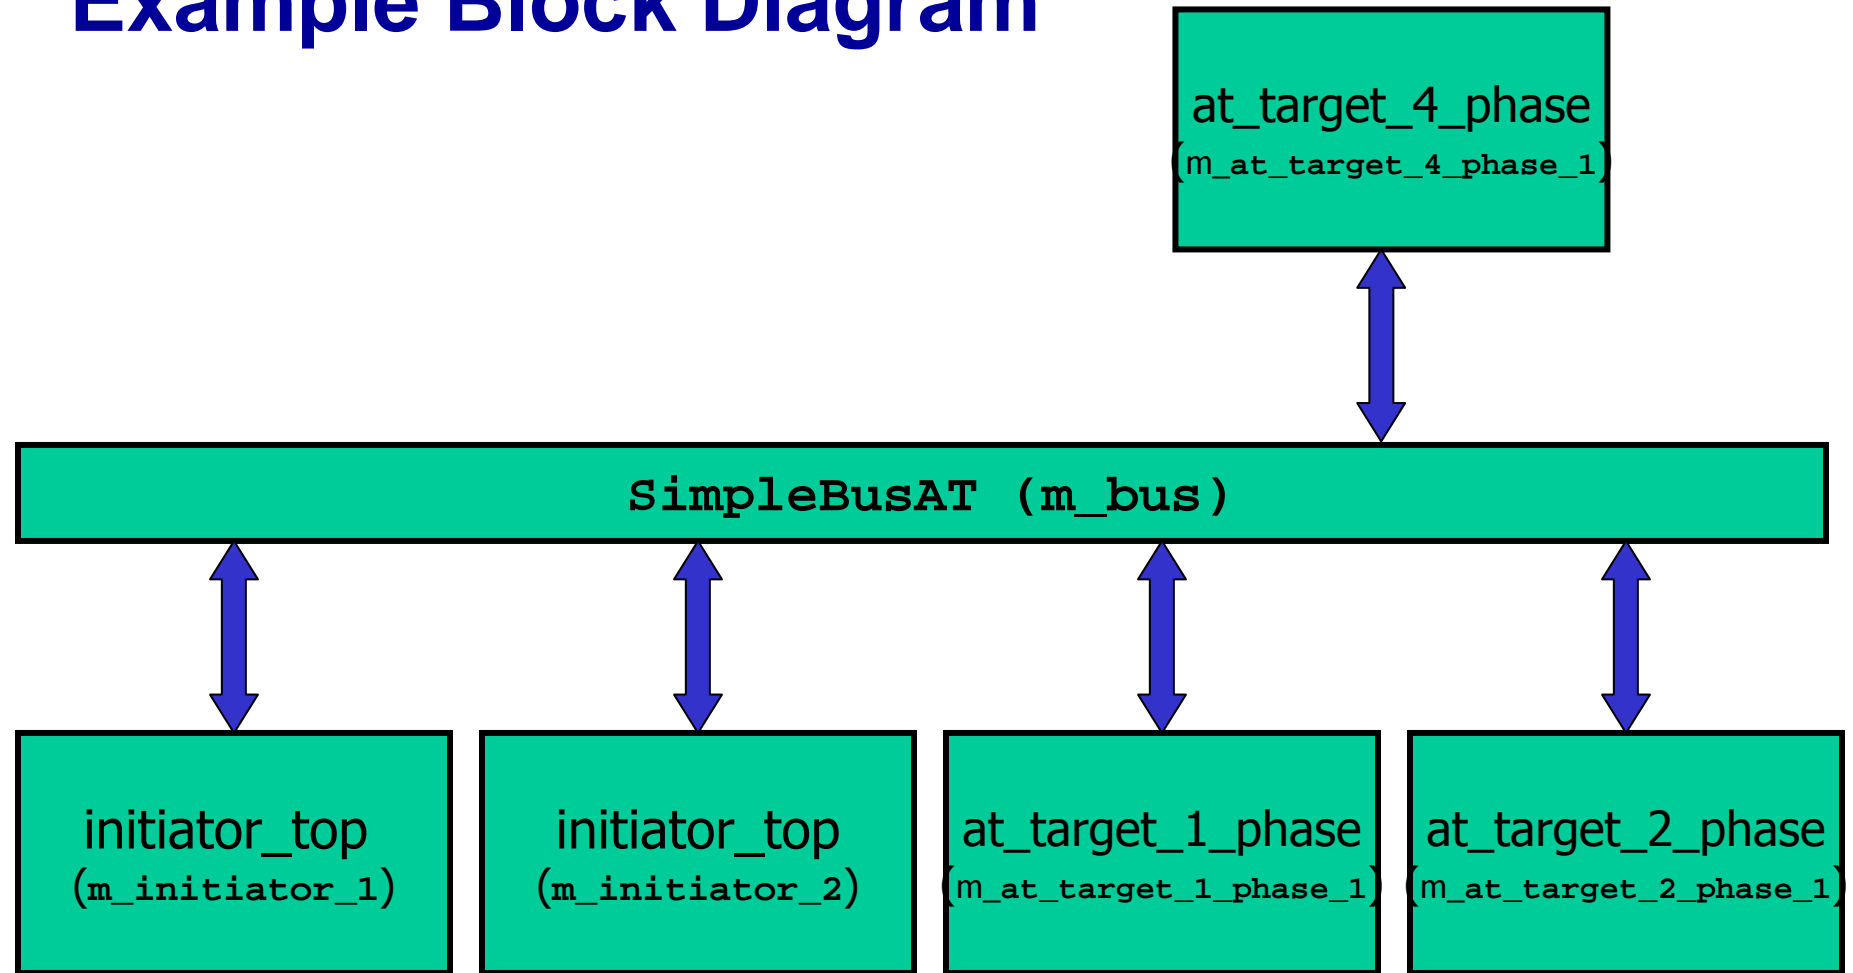 Example Block Diagram
at_target_4_phase
(m_at_target_4_phase_1)
SimpleBusAT (m_bus)
initiator_top
(m_initiator_1)
initiator_top
(m_initiator_2)
at_target_1_phase
(m_at_target_1_phase_1)
at_target_2_phase
(m_at_target_2_phase_1)